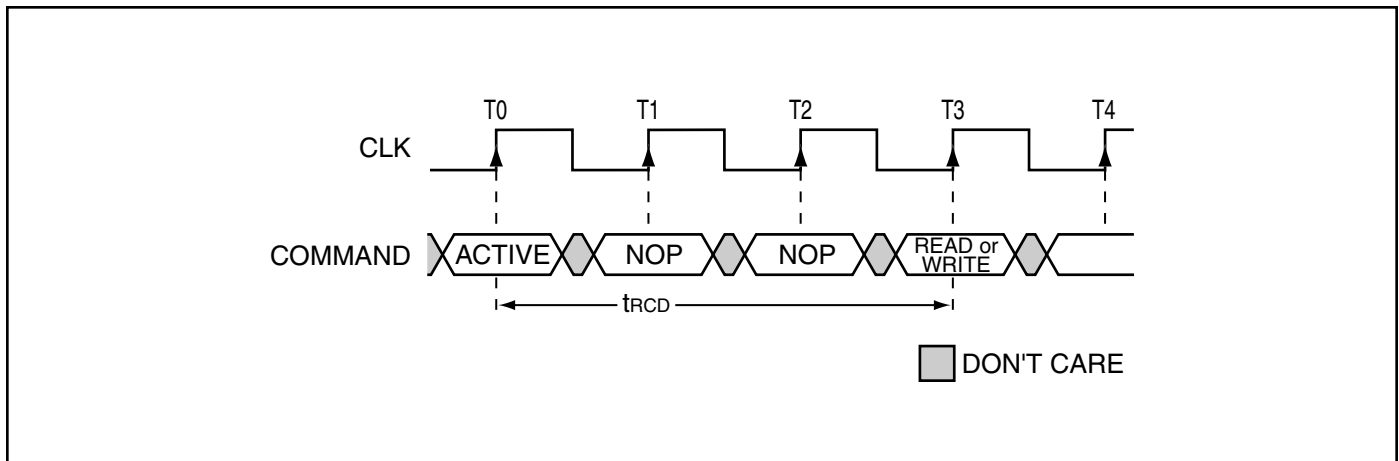 T0 T1 T2 T3 T4
CLK
COMMAND ACTIVE NOP NOP READ or
WRITE
tRCD
DON'T CARE